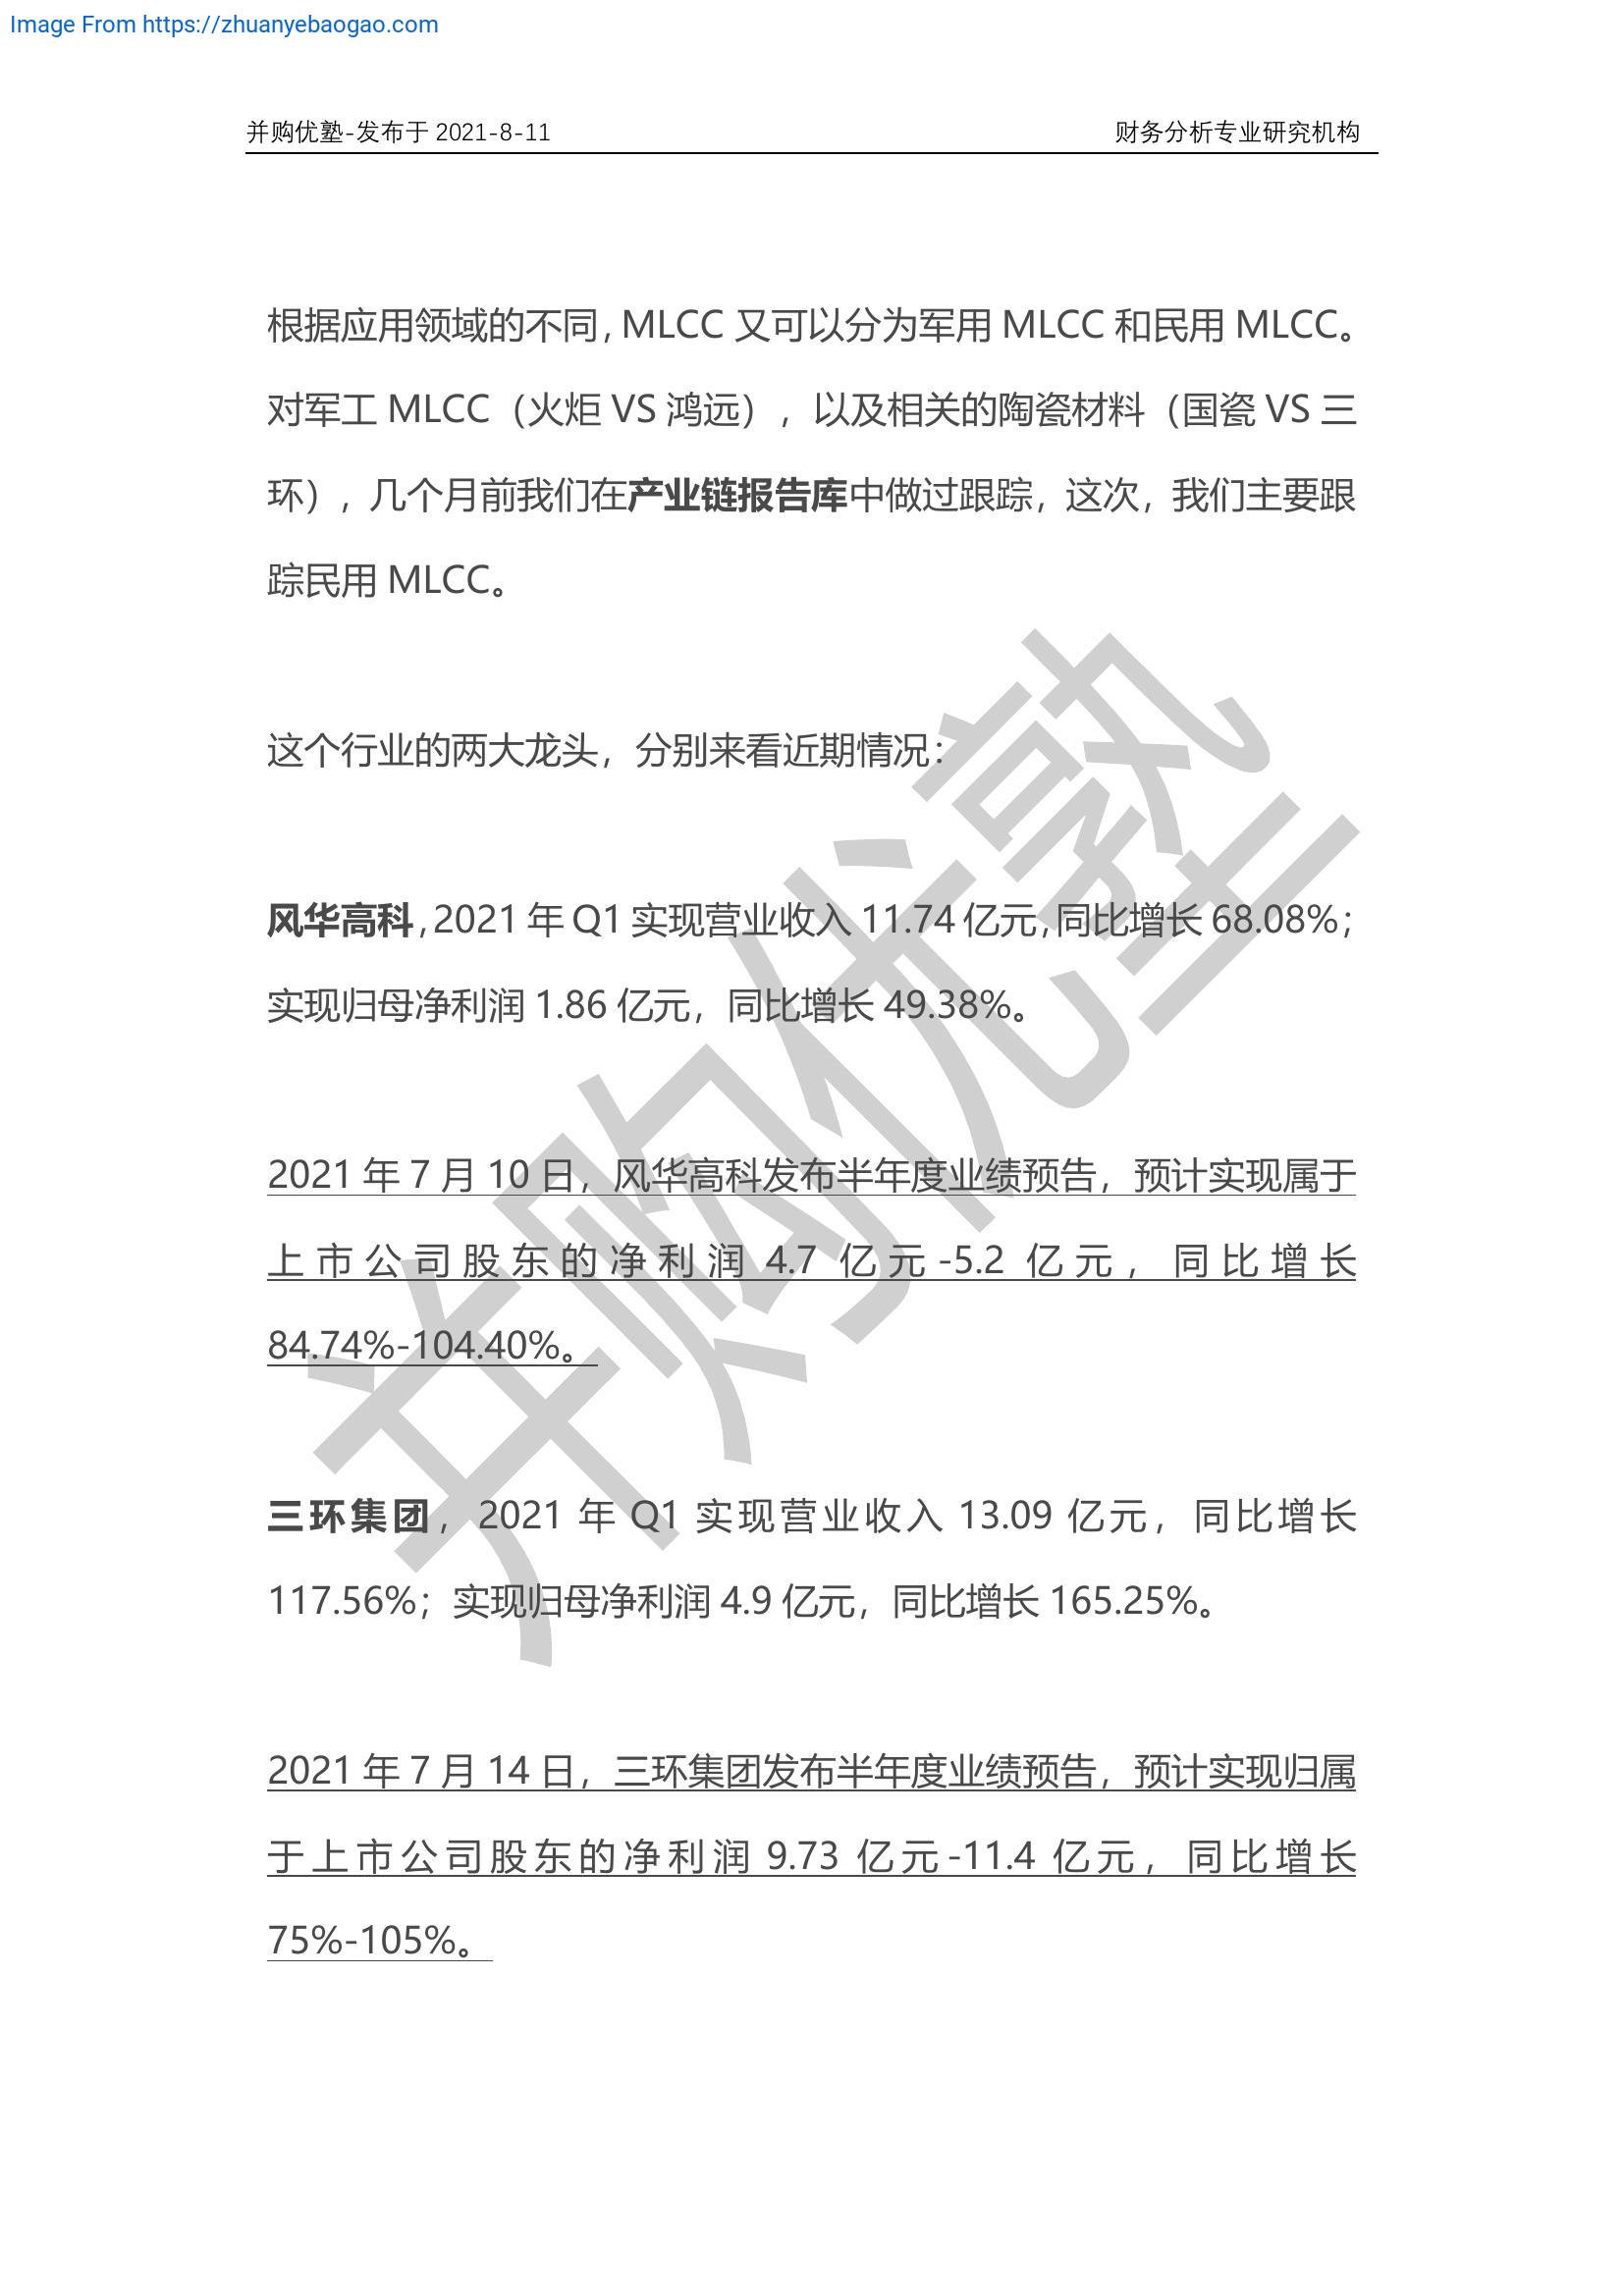 Image From https://zhuanyebaogao.com
并购优塾-发布于 2021-8-11 财务分析专业研究机构
根据应用领域的不同，MLCC 又可以分为军用 MLCC 和民用 MLCC。
对军工 MLCC（火炬 VS 鸿远），以及相关的陶瓷材料（国瓷 VS 三
环），几个月前我们在产业链报告库中做过跟踪，这次，我们主要跟
踪民用 MLCC。
这个行业的两大龙头，分别来看近期情况：
风华高科，2021 年 Q1 实现营业收入 11.74 亿元，同比增长 68.08%；
实现归母净利润 1.86 亿元，同比增长 49.38%。
2021 年 7 月 10 日，风华高科发布半年度业绩预告，预计实现属于
上市公司股东的净利润 4.7 亿元-5.2 亿元，同比增长
84.74%-104.40%。
三环集团，2021 年 Q1 实现营业收入 13.09 亿元，同比增长
117.56%；实现归母净利润 4.9 亿元，同比增长 165.25%。
2021 年 7 月 14 日，三环集团发布半年度业绩预告，预计实现归属
于上市公司股东的净利润 9.73 亿元-11.4 亿元，同比增长
75%-105%。
并购优塾